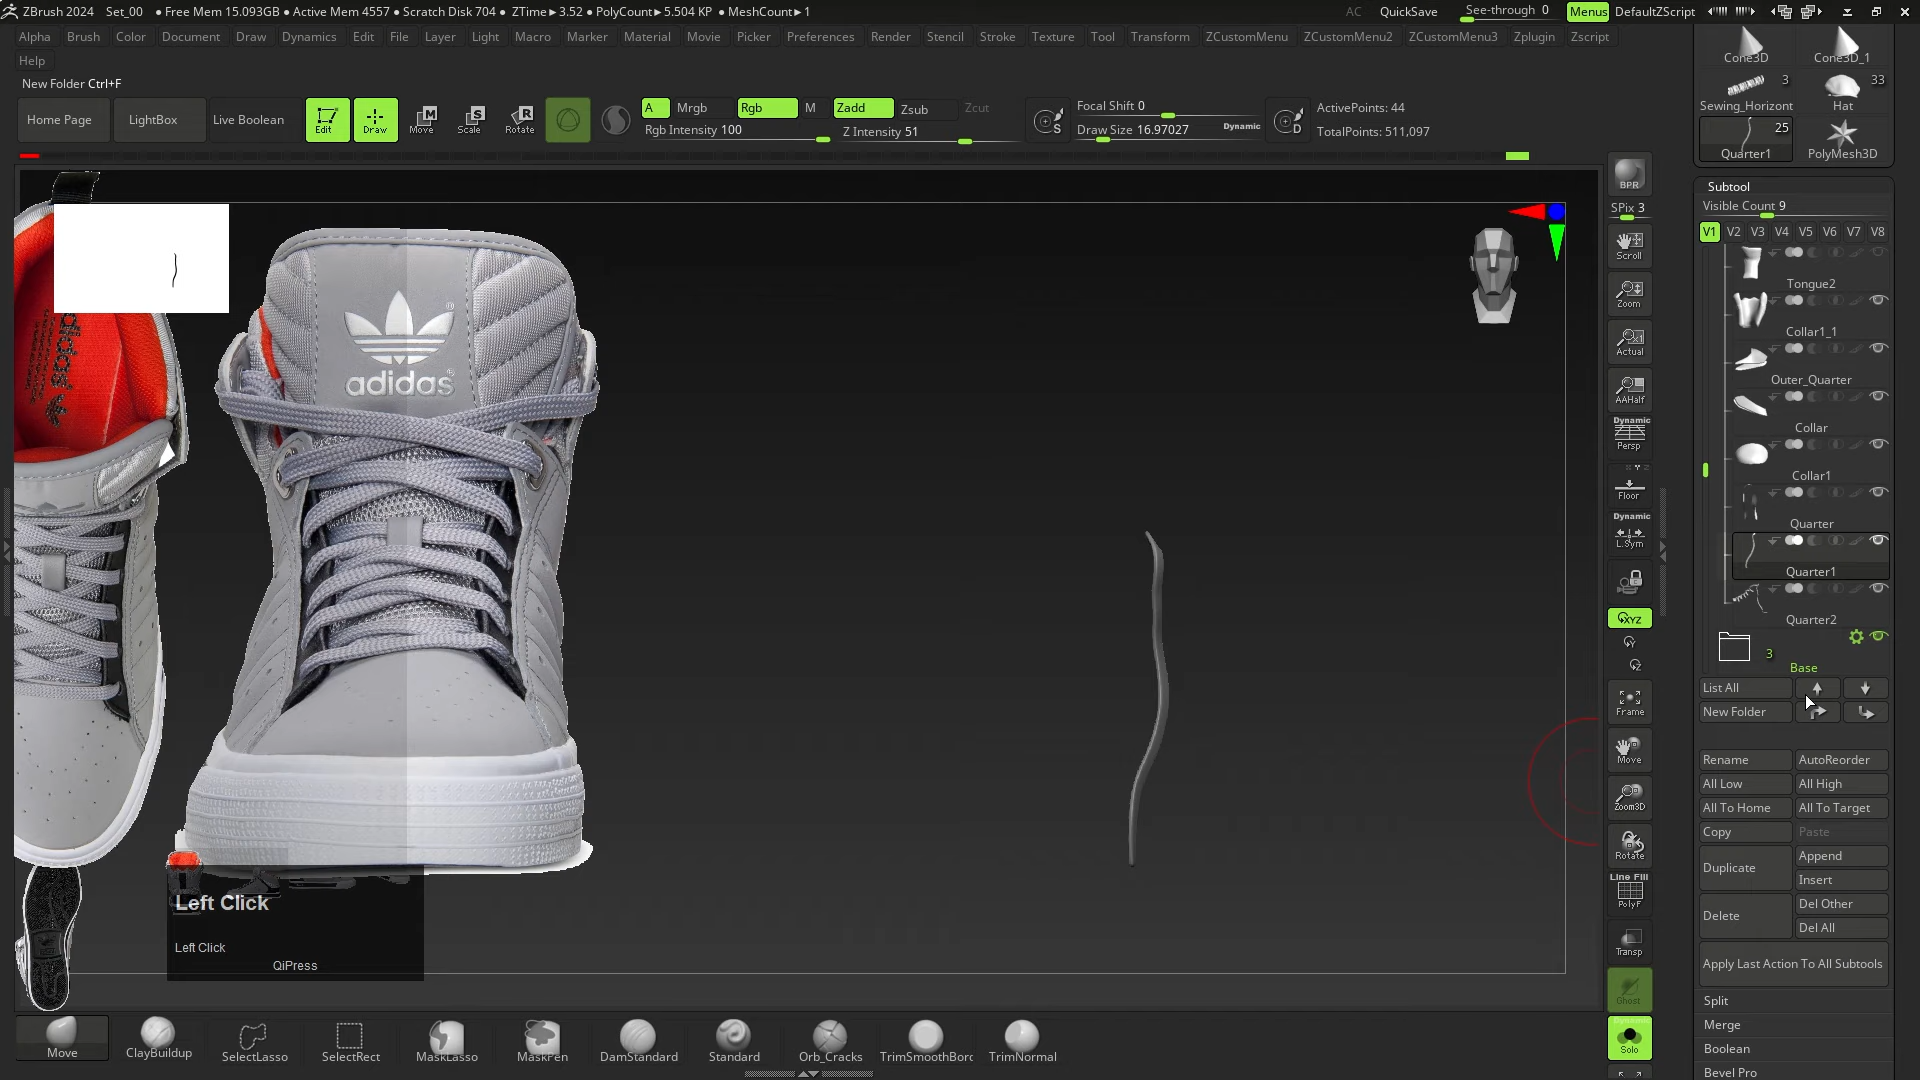 ZBrush 2024 Set_00 • Free Mem 15.093GB • Active Mem 4557 • Scratch Disk 704 • ZTime►3.52 • PolyCount►5.504 KP • MeshCount►1 AC QuickSave See-through 0 Menus DefaultZScript
Alpha Brush Color Document Draw Dynamics Edit File Layer Light Macro Marker Material Movie Picker Preferences Render Stencil Stroke Texture Tool Transform ZCustomMenu ZCustomMenu2 ZCustomMenu3 Zplugin Zscript
Help
New Folder Ctrl+F
Home Page LightBox Live Boolean Edit Draw Move Scale Rotate
A Mrgb Rgb M Zadd Zsub Zcut
Rgb Intensity 100 Z Intensity 51
Focal Shift 0
Draw Size 16.97027 Dynamic
ActivePoints: 44
TotalPoints: 511,097
S D
Cone3D Cone3D_1
3 33
Sewing_Horizont Hat
25
Quarter1 PolyMesh3D
Subtool
Visible Count 9
V1 V2 V3 V4 V5 V6 V7 V8
Tongue2
Collar1_1
Outer_Quarter
Collar
Collar1
Quarter
Quarter1
Quarter2
3
Base
List All
New Folder
Rename AutoReorder
All Low All High
All To Home All To Target
Copy Paste
Duplicate Append
Insert
Delete Del Other
Del All
Apply Last Action To All Subtools
Split
Merge
Boolean
Bevel Pro
BPR
SPix 3
Scroll
Zoom
Actual
AAHalf
Dynamic
Persp
Floor
Dynamic
L.Sym
XYZ
Y
Z
Frame
Move
Zoom3D
Rotate
Line Fill
PolyF
Transp
Ghost
Dynamic
Solo
adidas
®
adidas
Left Click
Left Click
QiPress
Move ClayBuildup SelectLasso SelectRect MaskLasso MaskPen DamStandard Standard Orb_Cracks TrimSmoothBorc TrimNormal